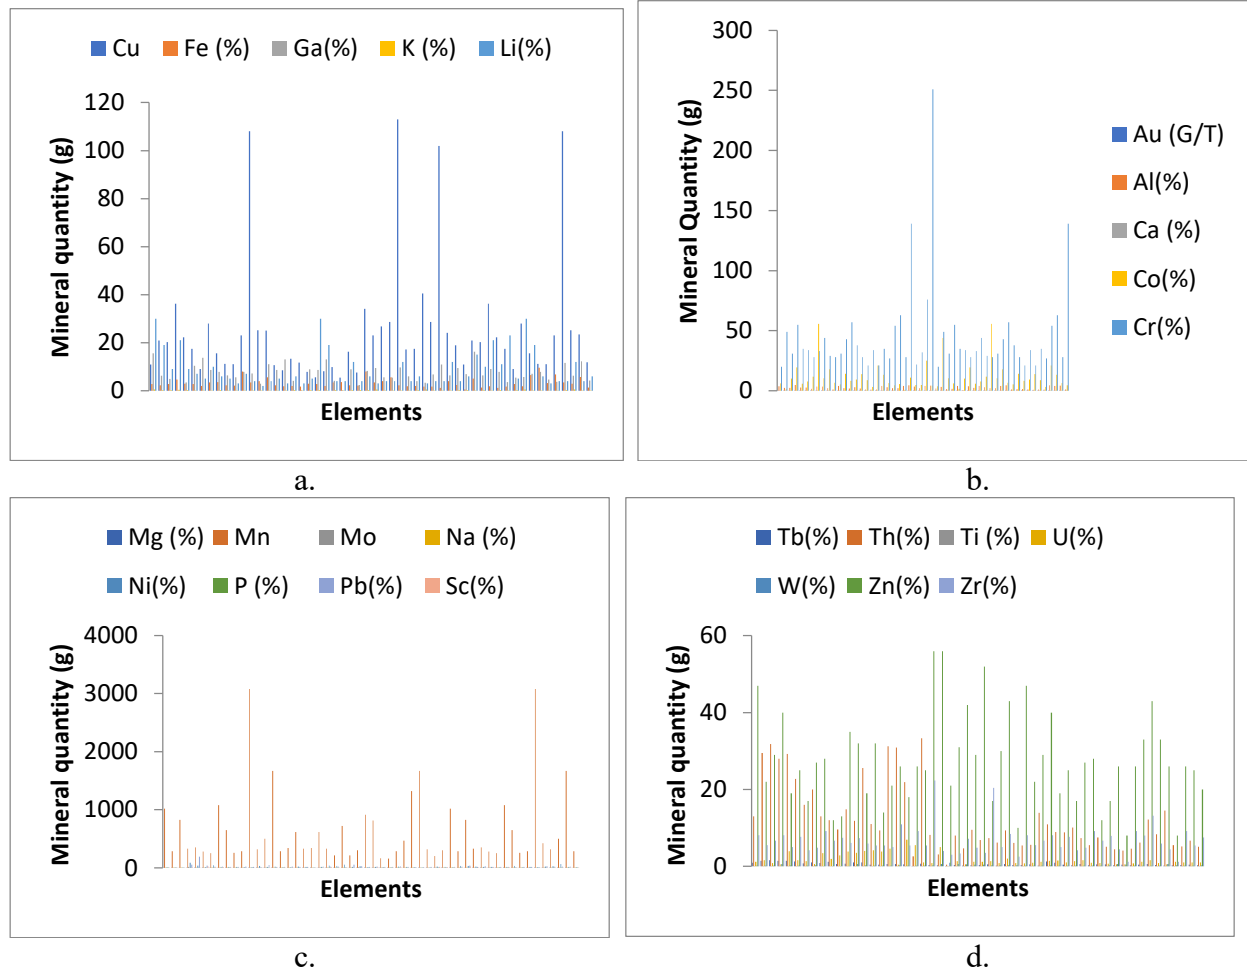 Cu Fe (%) Ga(%) K (%) Li(%)
Mineral quantity (g)
120
100
80
60
40
20
0
Elements
a.
300
250
200
150
100
50
0
Mineral Quantity (g)
Elements
Au (G/T)
Al(%)
Ca (%)
Co(%)
Cr(%)
b.
Mg (%) Mn Mo Na (%)
Ni(%) P (%) Pb(%) Sc(%)
Mineral quantity (g)
4000
3000
2000
1000
0
Elements
c.
Tb(%) Th(%) Ti (%) U(%)
W(%) Zn(%) Zr(%)
Mineral quantity (g)
60
40
20
0
Elements
d.